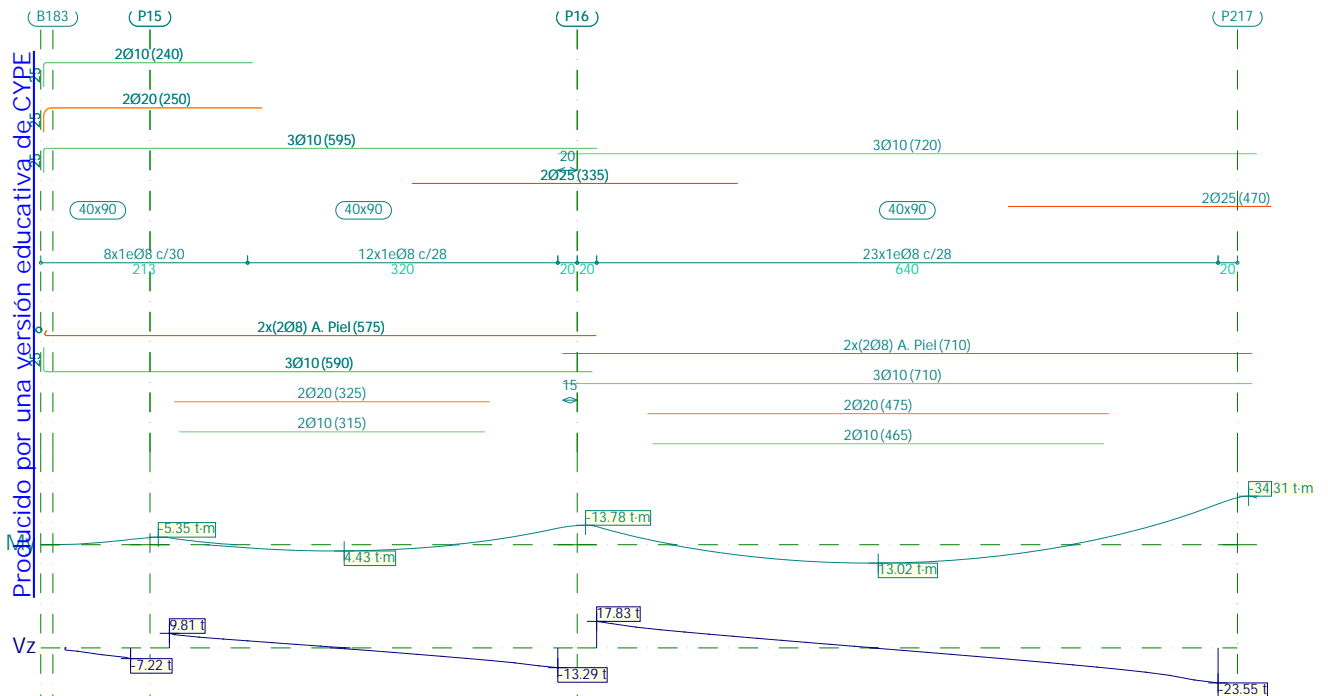 B183
P15
P16
P217
Producido por una versión educativa de CYPE
2Ø10 (240)
25
2Ø20 (250)
25
3Ø10 (595)
25
20
3Ø10 (720)
2Ø25 (335)
2Ø25 (470)
40x90
40x90
40x90
8x1eØ8 c/30
12x1eØ8 c/28
23x1eØ8 c/28
213
320
20
20
640
20
2x(2Ø8) A. Piel (575)
2x(2Ø8) A. Piel (710)
25
3Ø10 (590)
3Ø10 (710)
15
2Ø20 (325)
2Ø20 (475)
2Ø10 (315)
2Ø10 (465)
-34.31 t·m
-13.78 t·m
-5.35 t·m
4.43 t·m
13.02 t·m
17.83 t
9.81 t
Vz
-7.22 t
-13.29 t
-23.55 t